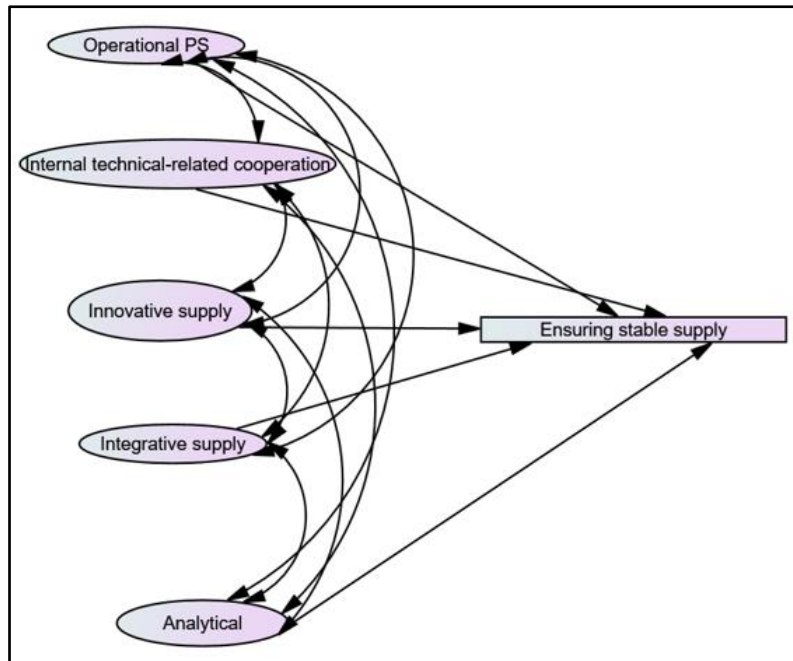 Operational PS
Internal technical-related cooperation
Innovative supply
Ensuring stable supply
Integrative supply
Analytical